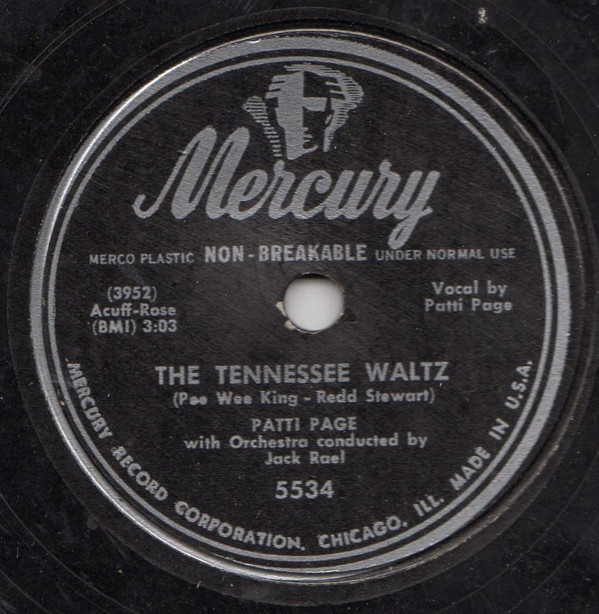 Mercury
MERCO PLASTIC NON-BREAKABLE UNDER NORMAL USE
(3952)
Acuff-Rose
(BMI) 3:03
Vocal by
Patti Page
THE TENNESSEE WALTZ
(Pee Wee King - Redd Stewart)
PATTI PAGE
with Orchestra conducted by
Jack Rael
5534
MERCURY RECORD CORPORATION, CHICAGO, ILL. MADE IN U.S.A.